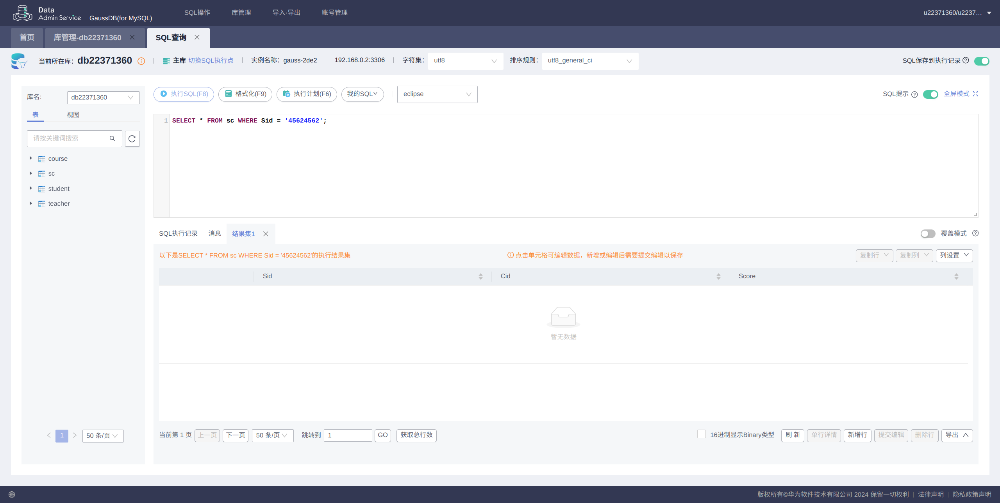 Data
Admin Service GaussDB(for MySQL) SQL操作 库管理 导入·导出 账号管理 u22371360/u2237...
首页 库管理-db22371360 SQL查询
当前所在库: db22371360 主库 切换SQL执行点 实例名称: gauss-2de2 192.168.0.2:3306 字符集: utf8 排序规则: utf8_general_ci SQL保存到执行记录
库名: db22371360 执行SQL(F8) 格式化(F9) 执行计划(F6) 我的SQL eclipse SQL提示 全屏模式
表 视图
1 SELECT * FROM sc WHERE Sid = '45624562';
请按关键词搜索
course
sc
student
teacher
SQL执行记录 消息 结果集1 覆盖模式
以下是SELECT * FROM sc WHERE Sid = '45624562'的执行结果集 点击单元格可编辑数据，新增或编辑后需要提交编辑以保存 复制行 复制列 列设置
Sid Cid Score
暂无数据
1 50 条/页 当前第 1 页 上一页 下一页 50 条/页 跳转到 1 GO 获取总行数 16进制显示Binary类型 刷 新 单行详情 新增行 提交编辑 删除行 导出
版权所有©华为软件技术有限公司 2024 保留一切权利 法律声明 隐私政策声明